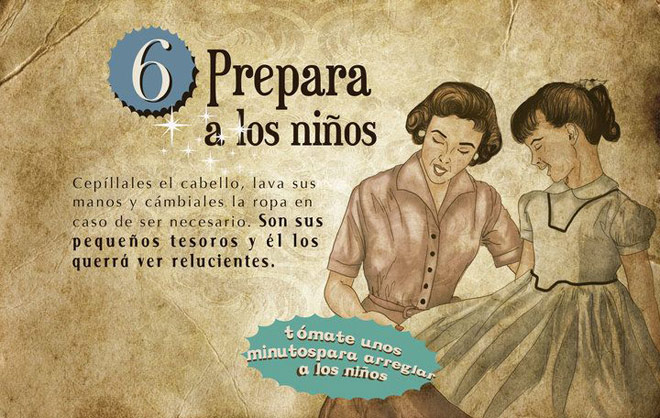 6
Prepara
a los niños
Cepíllales el cabello, lava sus
manos y cámbiales la ropa en
caso de ser necesario. Son sus
pequeños tesoros y él los
querrá ver relucientes.
tómate unos
minutospara arreglar
a los niños